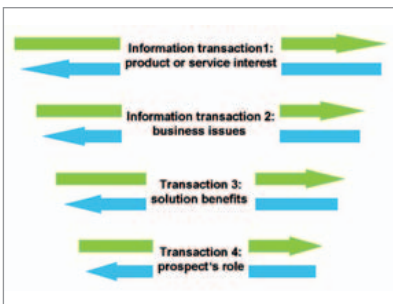 Information transaction1:
product or service interest
Information transaction 2:
business issues
Transaction 3:
solution benefits
Transaction 4:
prospect's role